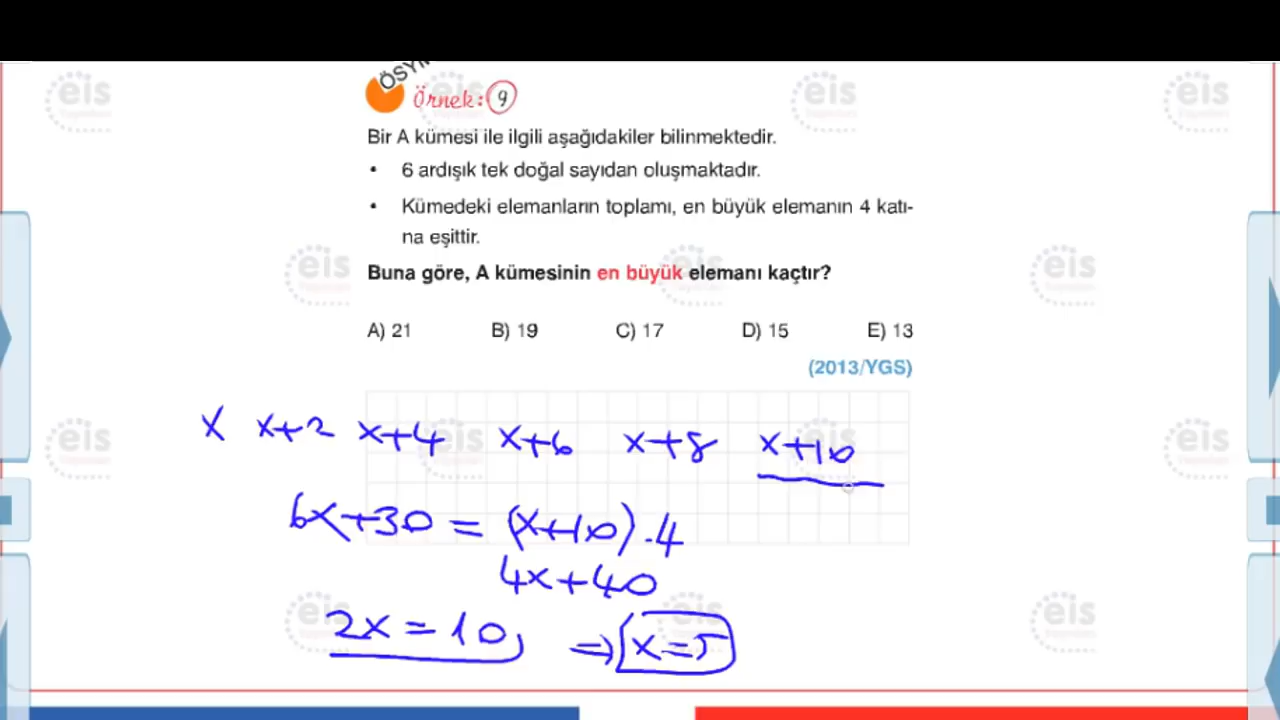 ÖSYM
Örnek: 9
Bir A kümesi ile ilgili aşağıdakiler bilinmektedir.
• 6 ardışık tek doğal sayıdan oluşmaktadır.
• Kümedeki elemanların toplamı, en büyük elemanın 4 katı-
na eşittir.
Buna göre, A kümesinin en büyük elemanı kaçtır?
A) 21 B) 19 C) 17 D) 15 E) 13
(2013/YGS)
x x+2 x+4 x+6 x+8 x+10
6x+30 = (x+10).4
4x+40
2x = 10 ⇒ x=5
eis Yayınları